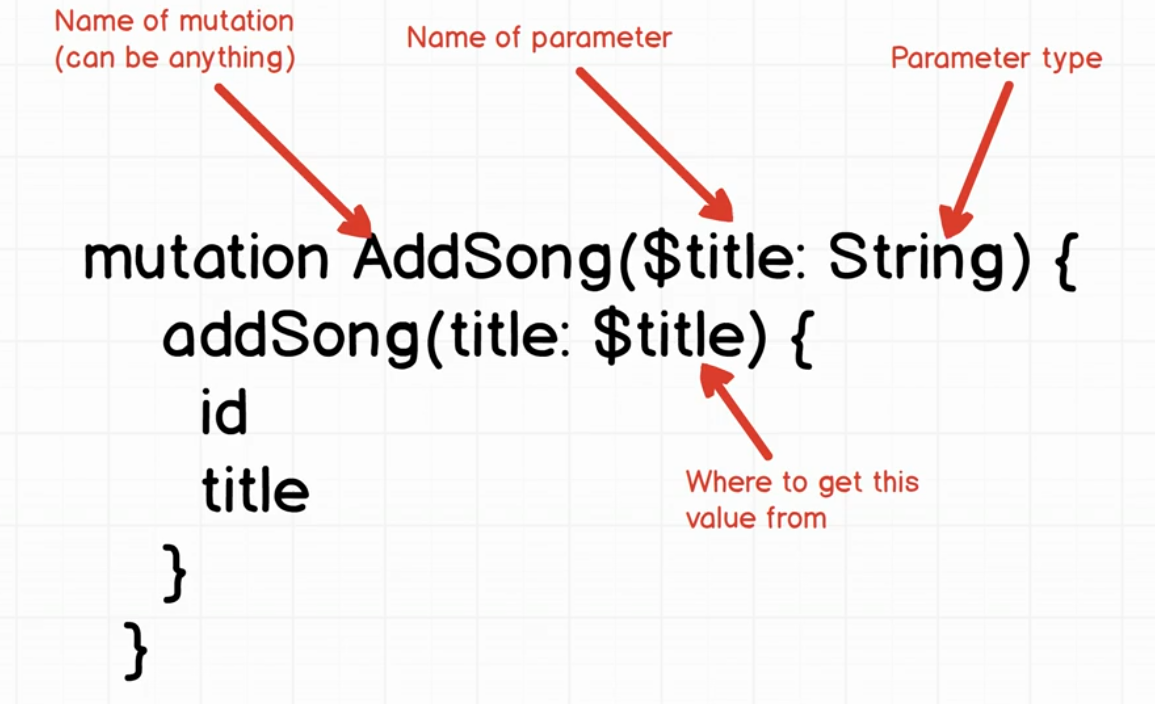 Name of mutation
(can be anything)
Name of parameter
Parameter type
mutation AddSong($title: String) {
addSong(title: $title) {
id
title
}
}
Where to get this
value from